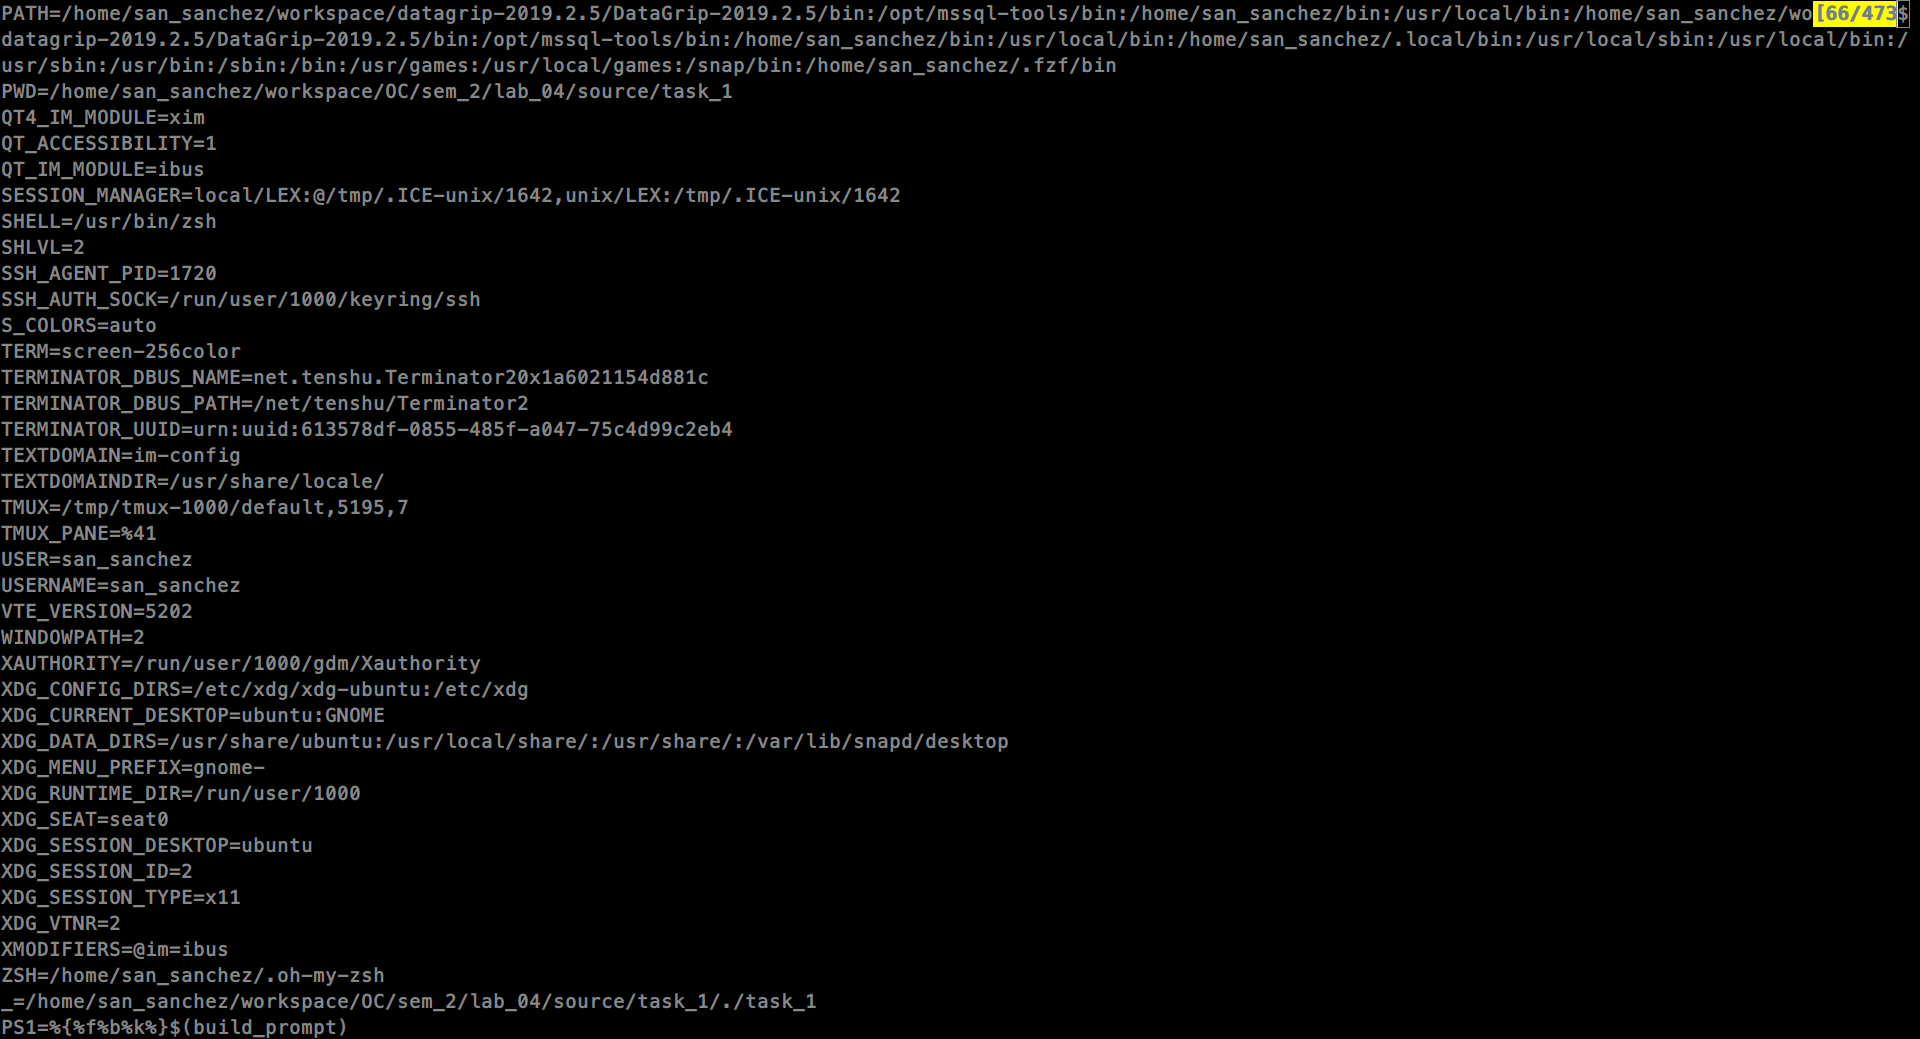 PATH=/home/san_sanchez/workspace/datagrip-2019.2.5/DataGrip-2019.2.5/bin:/opt/mssql-tools/bin:/home/san_sanchez/bin:/usr/local/bin:/home/san_sanchez/wo[66/473$
datagrip-2019.2.5/DataGrip-2019.2.5/bin:/opt/mssql-tools/bin:/home/san_sanchez/bin:/usr/local/bin:/home/san_sanchez/.local/bin:/usr/local/sbin:/usr/local/bin:/
usr/sbin:/usr/bin:/sbin:/bin:/usr/games:/usr/local/games:/snap/bin:/home/san_sanchez/.fzf/bin
PWD=/home/san_sanchez/workspace/OC/sem_2/lab_04/source/task_1
QT4_IM_MODULE=xim
QT_ACCESSIBILITY=1
QT_IM_MODULE=ibus
SESSION_MANAGER=local/LEX:@/tmp/.ICE-unix/1642,unix/LEX:/tmp/.ICE-unix/1642
SHELL=/usr/bin/zsh
SHLVL=2
SSH_AGENT_PID=1720
SSH_AUTH_SOCK=/run/user/1000/keyring/ssh
S_COLORS=auto
TERM=screen-256color
TERMINATOR_DBUS_NAME=net.tenshu.Terminator20x1a6021154d881c
TERMINATOR_DBUS_PATH=/net/tenshu/Terminator2
TERMINATOR_UUID=urn:uuid:613578df-0855-485f-a047-75c4d99c2eb4
TEXTDOMAIN=im-config
TEXTDOMAINDIR=/usr/share/locale/
TMUX=/tmp/tmux-1000/default,5195,7
TMUX_PANE=%41
USER=san_sanchez
USERNAME=san_sanchez
VTE_VERSION=5202
WINDOWPATH=2
XAUTHORITY=/run/user/1000/gdm/Xauthority
XDG_CONFIG_DIRS=/etc/xdg/xdg-ubuntu:/etc/xdg
XDG_CURRENT_DESKTOP=ubuntu:GNOME
XDG_DATA_DIRS=/usr/share/ubuntu:/usr/local/share/:/usr/share/:/var/lib/snapd/desktop
XDG_MENU_PREFIX=gnome-
XDG_RUNTIME_DIR=/run/user/1000
XDG_SEAT=seat0
XDG_SESSION_DESKTOP=ubuntu
XDG_SESSION_ID=2
XDG_SESSION_TYPE=x11
XDG_VTNR=2
XMODIFIERS=@im=ibus
ZSH=/home/san_sanchez/.oh-my-zsh
_=/home/san_sanchez/workspace/OC/sem_2/lab_04/source/task_1/./task_1
PS1=%{%f%b%k%}$(build_prompt)